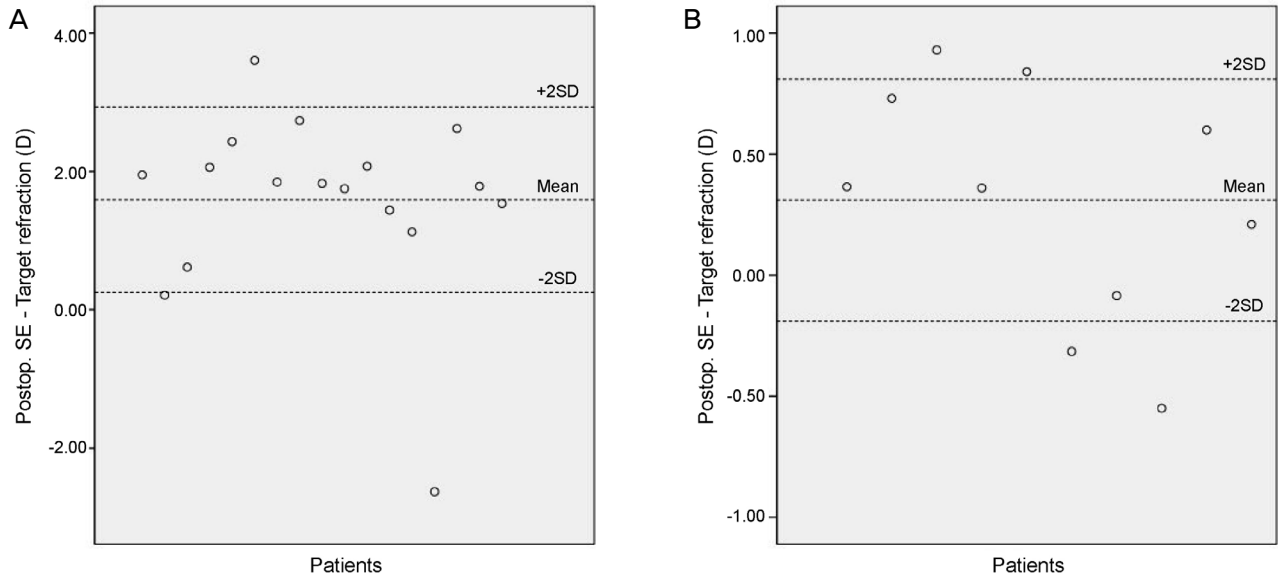 A
Postop. SE - Target refraction (D)
4.00
2.00
0.00
-2.00
+2SD
Mean
-2SD
Patients
B
Postop. SE - Target refraction (D)
1.00
0.50
0.00
-0.50
-1.00
+2SD
Mean
-2SD
Patients